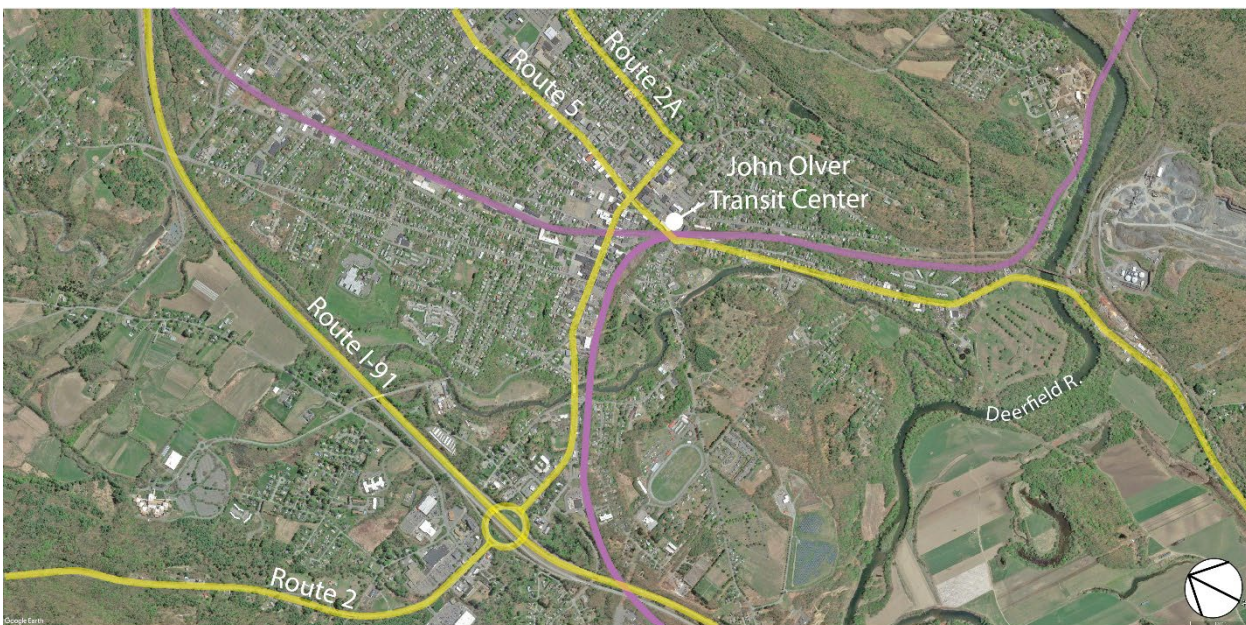 Route 2A
Route 5
John Olver
Transit Center
Route I-91
Deerfield R.
Route 2
Google Earth